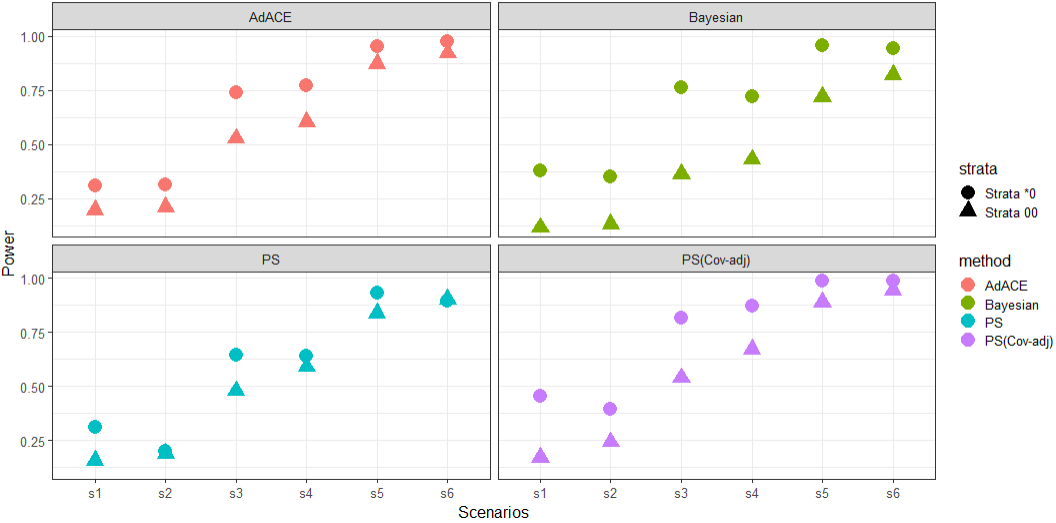 AdACE
Bayesian
1.00
0.75
0.50
0.25
PS
PS(Cov-adj)
1.00
0.75
0.50
0.25
Power
s1 s2 s3 s4 s5 s6
s1 s2 s3 s4 s5 s6
Scenarios
strata
Strata *0
Strata 00
method
AdACE
Bayesian
PS
PS(Cov-adj)